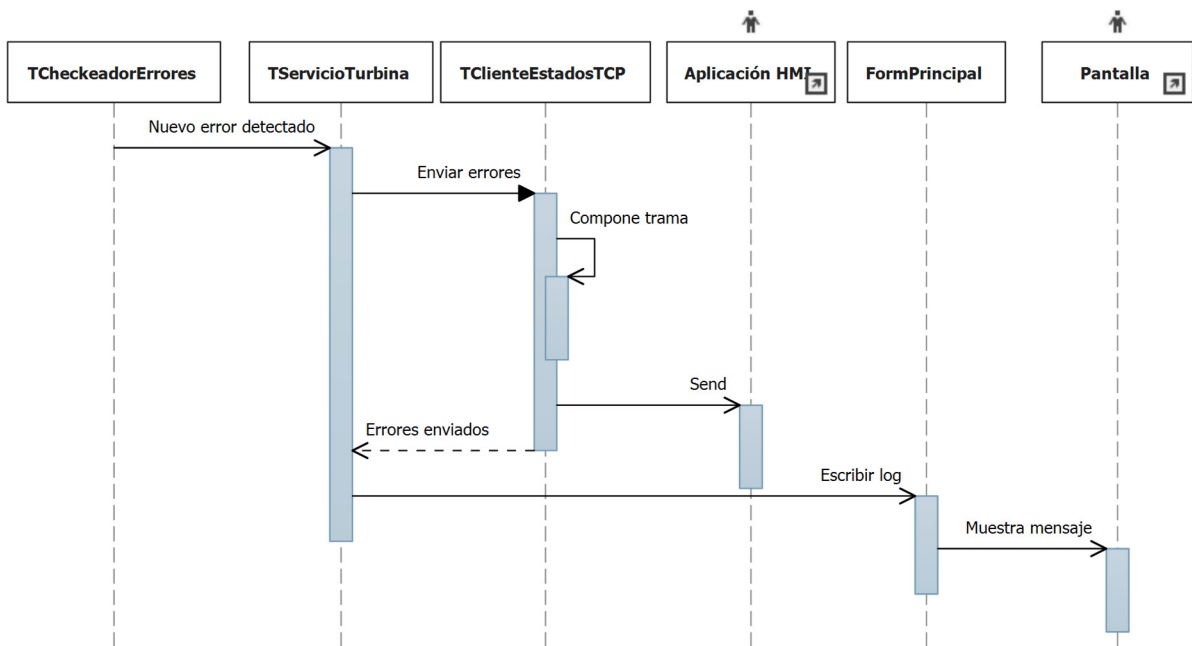 TCheckeadorErrores
TServicioTurbina
TClienteEstadosTCP
Aplicación HMI
FormPrincipal
Pantalla
Nuevo error detectado
Enviar errores
Compone trama
Send
Errores enviados
Escribir log
Muestra mensaje